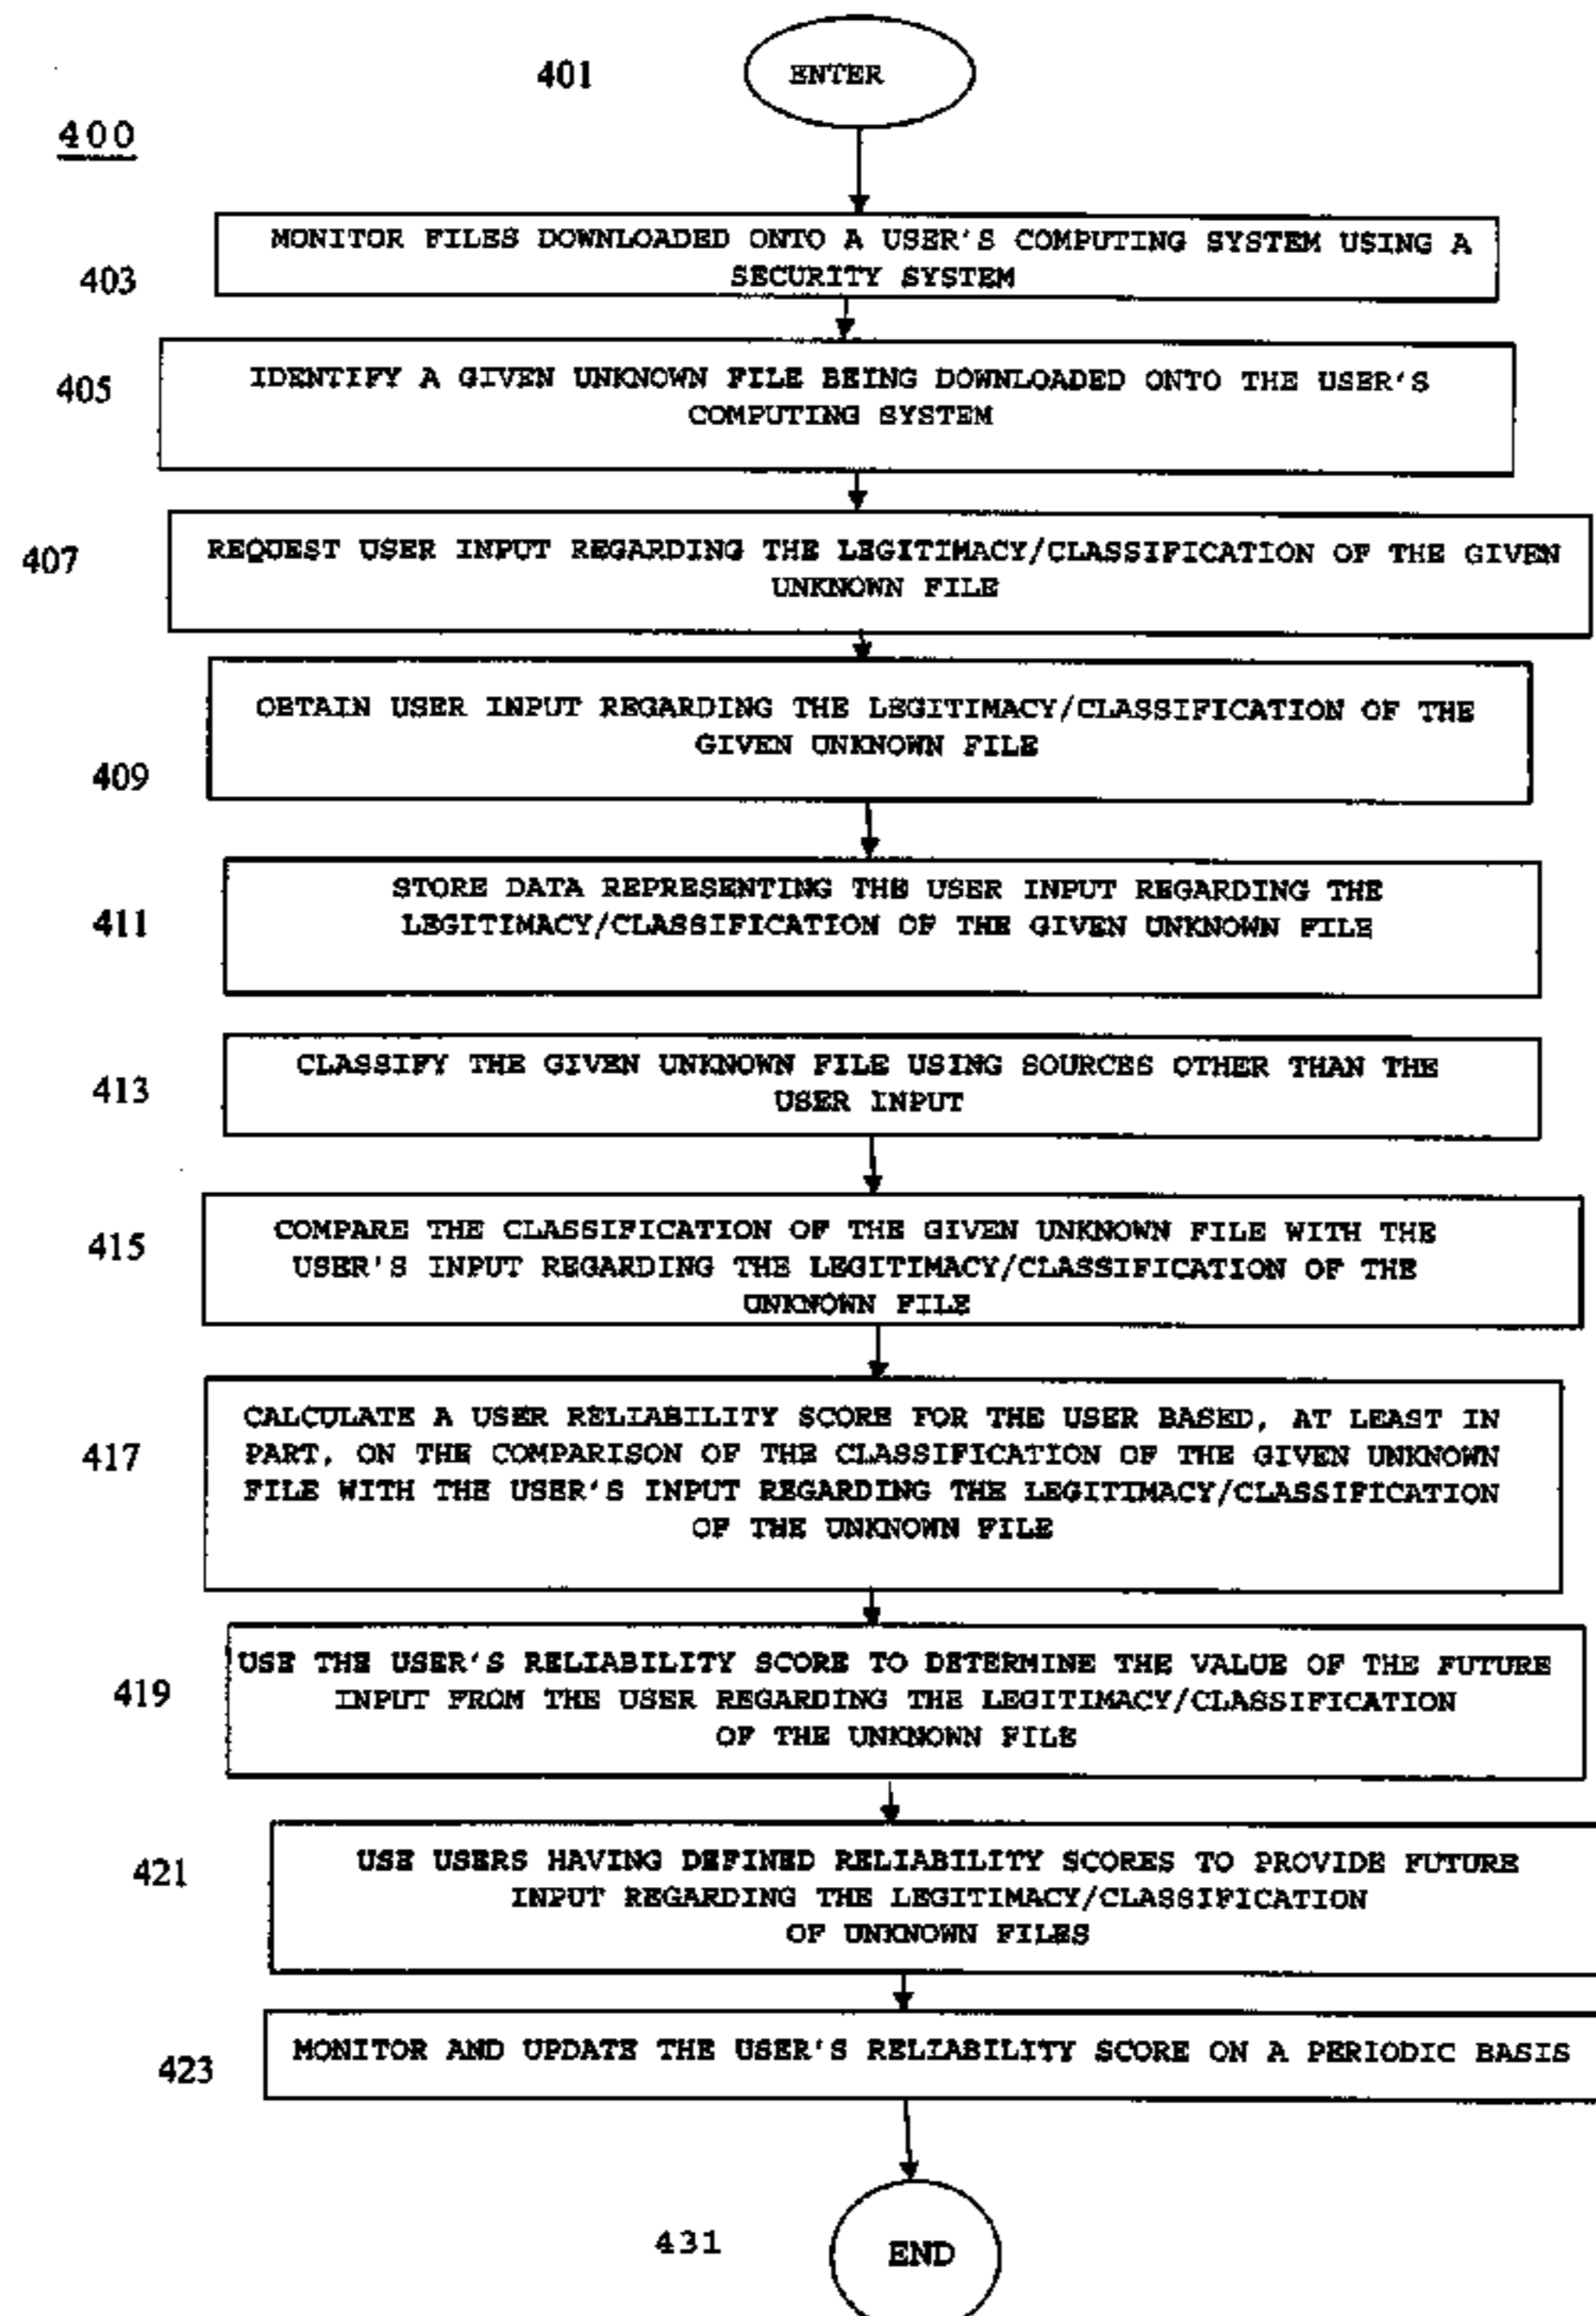 401
ENTER
400
MONITOR FILES DOWNLOADED ONTO A USER'S COMPUTING SYSTEM USING A
SECURITY SYSTEM
403
IDENTIFY A GIVEN UNKNOWN FILE BEING DOWNLOADED ONTO THE USER'S
COMPUTING SYSTEM
405
REQUEST USER INPUT REGARDING THE LEGITIMACY/CLASSIFICATION OF THE GIVEN
UNKNOWN FILE
407
OBTAIN USER INPUT REGARDING THE LEGITIMACY/CLASSIFICATION OF THE
GIVEN UNKNOWN FILE
409
STORE DATA REPRESENTING THE USER INPUT REGARDING THE
LEGITIMACY/CLASSIFICATION OF THE GIVEN UNKNOWN FILE
411
CLASSIFY THE GIVEN UNKNOWN FILE USING SOURCES OTHER THAN THE
USER INPUT
413
COMPARE THE CLASSIFICATION OF THE GIVEN UNKNOWN FILE WITH THE
USER'S INPUT REGARDING THE LEGITIMACY/CLASSIFICATION OF THE
UNKNOWN FILE
415
CALCULATE A USER RELIABILITY SCORE FOR THE USER BASED, AT LEAST IN
PART, ON THE COMPARISON OF THE CLASSIFICATION OF THE GIVEN UNKNOWN
FILE WITH THE USER'S INPUT REGARDING THE LEGITIMACY/CLASSIFICATION
OF THE UNKNOWN FILE
417
USE THE USER'S RELIABILITY SCORE TO DETERMINE THE VALUE OF THE FUTURE
INPUT FROM THE USER REGARDING THE LEGITIMACY/CLASSIFICATION
OF THE UNKNOWN FILE
419
USE USERS HAVING DEFINED RELIABILITY SCORES TO PROVIDE FUTURE
INPUT REGARDING THE LEGITIMACY/CLASSIFICATION
OF UNKNOWN FILES
421
MONITOR AND UPDATE THE USER'S RELIABILITY SCORE ON A PERIODIC BASIS
423
431
END